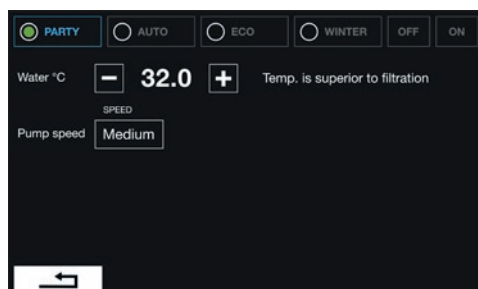 PARTY AUTO ECO WINTER OFF ON
Water °C − 32.0 + Temp. is superior to filtration
SPEED
Pump speed Medium